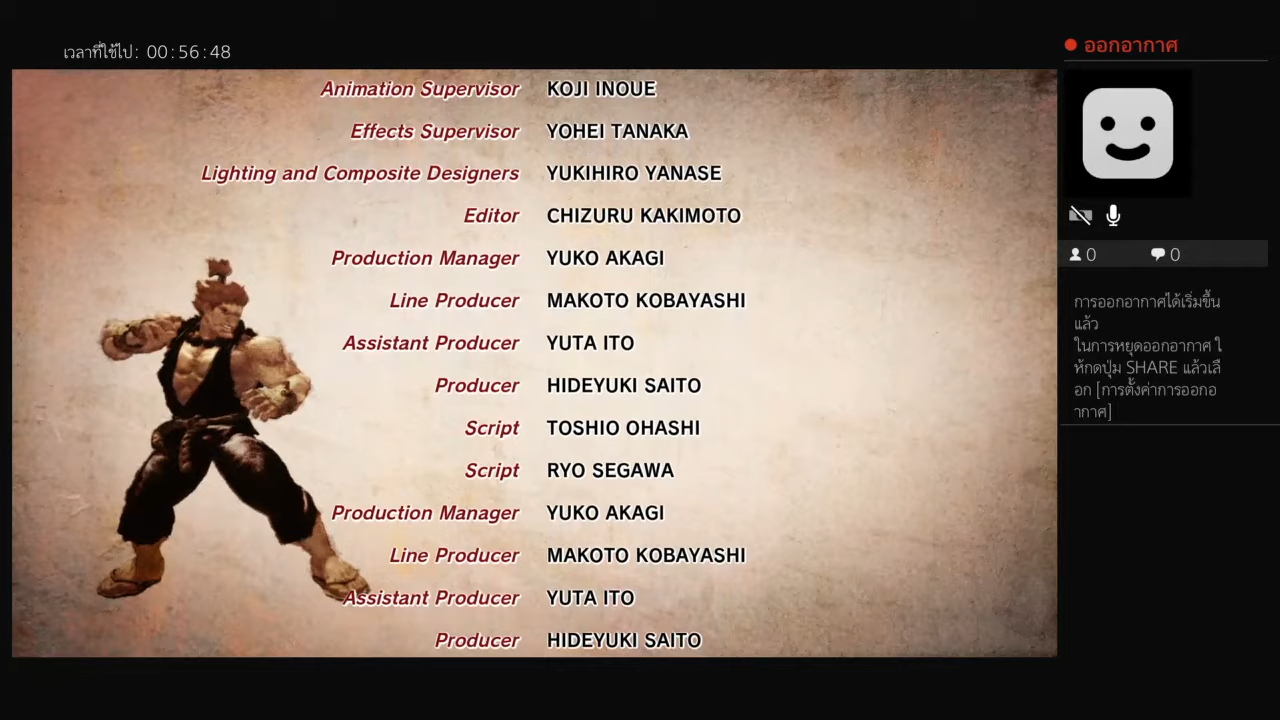 เวลาที่ใช้ไป: 00:56:48
ออกอากาศ
Animation Supervisor KOJI INOUE
Effects Supervisor YOHEI TANAKA
Lighting and Composite Designers YUKIHIRO YANASE
Editor CHIZURU KAKIMOTO
Production Manager YUKO AKAGI
Line Producer MAKOTO KOBAYASHI
Assistant Producer YUTA ITO
Producer HIDEYUKI SAITO
Script TOSHIO OHASHI
Script RYO SEGAWA
Production Manager YUKO AKAGI
Line Producer MAKOTO KOBAYASHI
Assistant Producer YUTA ITO
Producer HIDEYUKI SAITO
0 0
การออกอากาศได้เริ่มขึ้น
แล้ว
ในการหยุดออกอากาศ ใ
ห้กดปุ่ม SHARE แล้วเลื
อก [การตั้งค่าการออกอ
ากาศ]